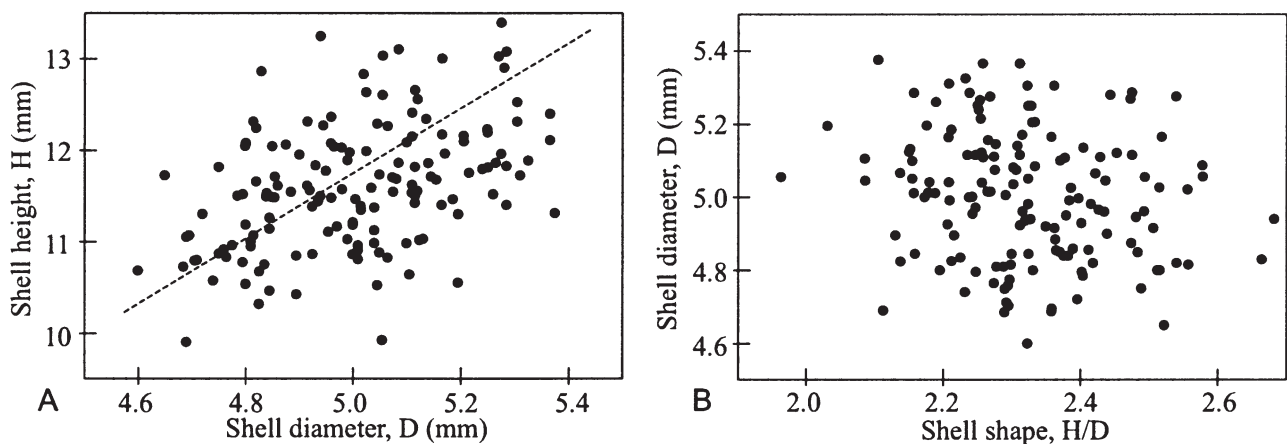 Shell height, H (mm)
13
12
11
10
4.6 4.8 5.0 5.2 5.4
A
Shell diameter, D (mm)
Shell diameter, D (mm)
5.4
5.2
5.0
4.8
4.6
2.0 2.2 2.4 2.6
B
Shell shape, H/D